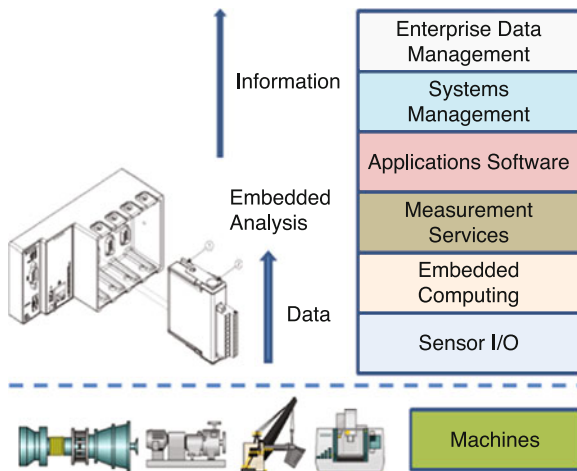 Enterprise Data
Management
Information
Systems
Management
Applications Software
Embedded
Analysis
Measurement
Services
Embedded
Computing
Data
Sensor I/O
Machines